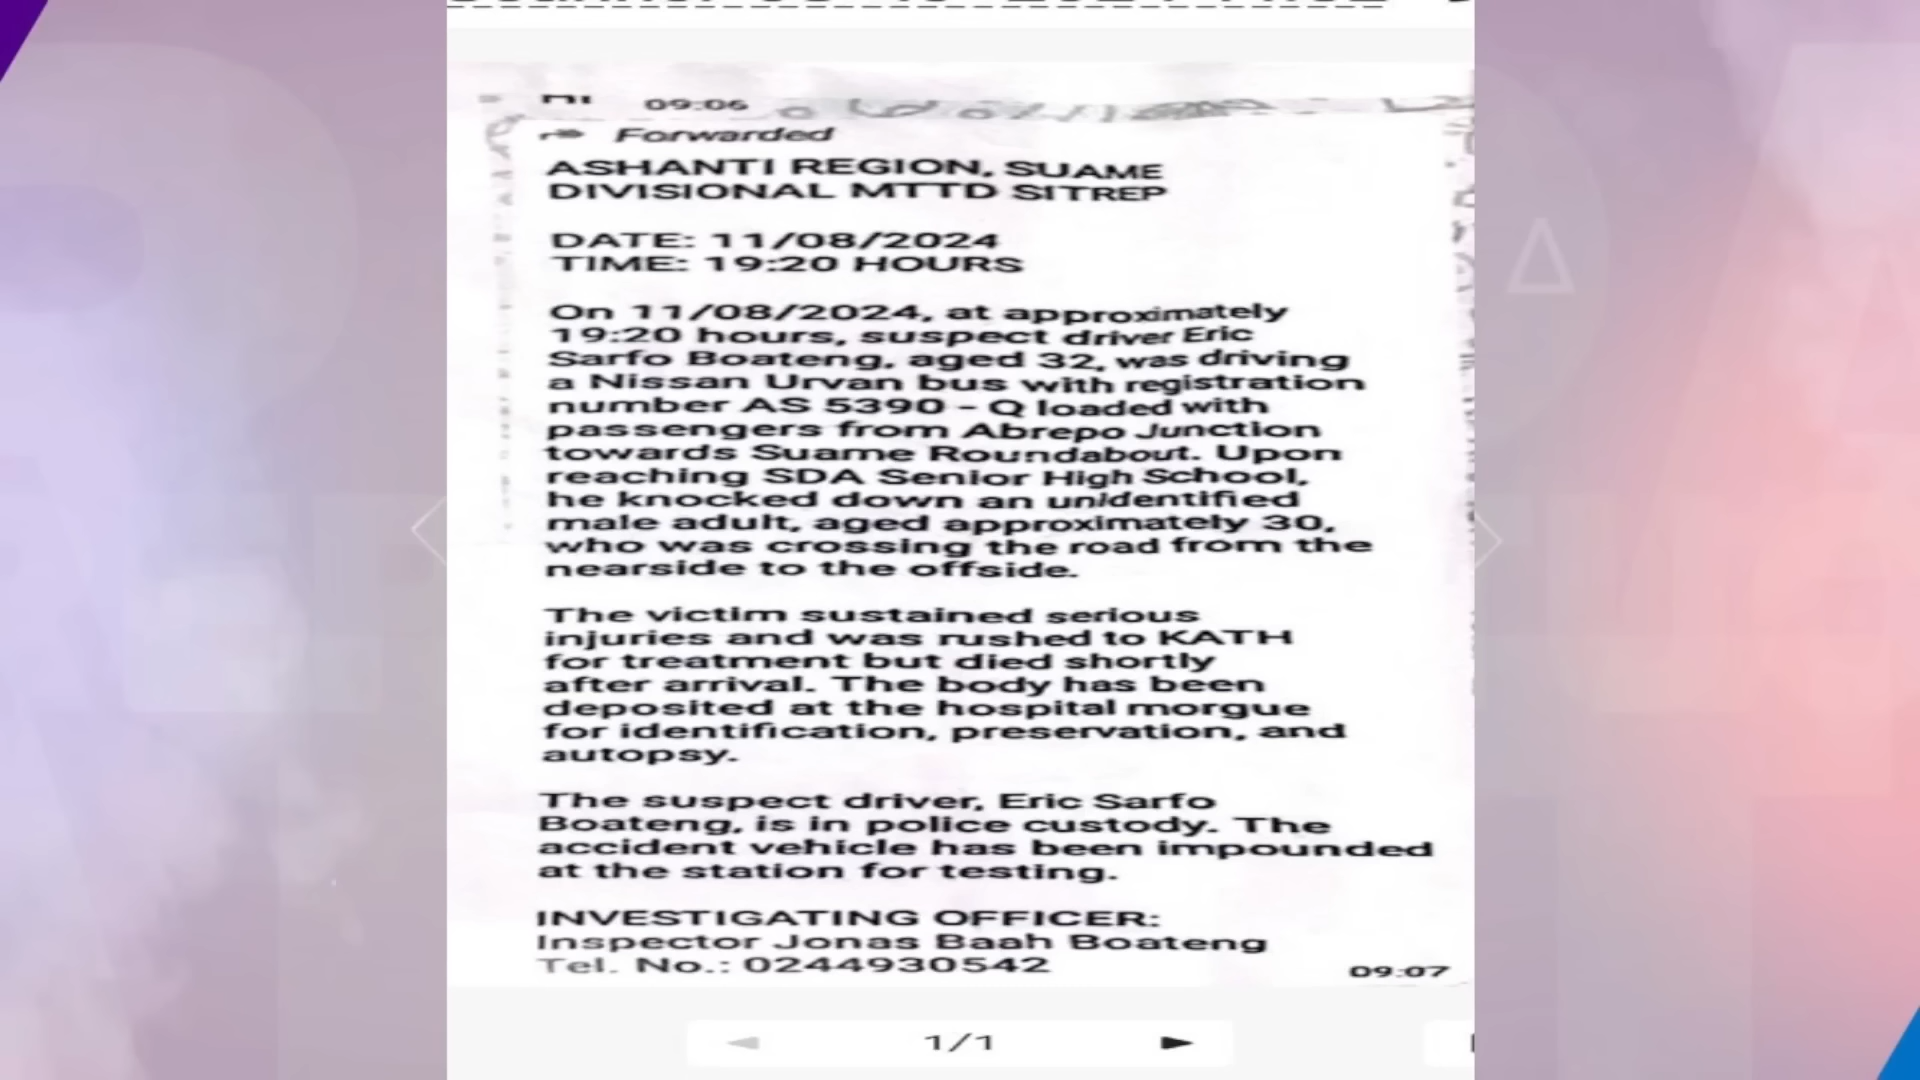 09:06
Forwarded
ASHANTI REGION, SUAME
DIVISIONAL MTTD SITREP
DATE: 11/08/2024
TIME: 19:20 HOURS
On 11/08/2024, at approximately
19:20 hours, suspect driver Eric
Sarfo Boateng, aged 32, was driving
a Nissan Urvan bus with registration
number AS 5390 - Q loaded with
passengers from Abrepo Junction
towards Suame Roundabout. Upon
reaching SDA Senior High School,
he knocked down an unidentified
male adult, aged approximately 30,
who was crossing the road from the
nearside to the offside.
The victim sustained serious
injuries and was rushed to KATH
for treatment but died shortly
after arrival. The body has been
deposited at the hospital morgue
for identification, preservation, and
autopsy.
The suspect driver, Eric Sarfo
Boateng, is in police custody. The
accident vehicle has been impounded
at the station for testing.
INVESTIGATING OFFICER:
Inspector Jonas Baah Boateng
Tel. No.: 0244930542
09:07
1/1